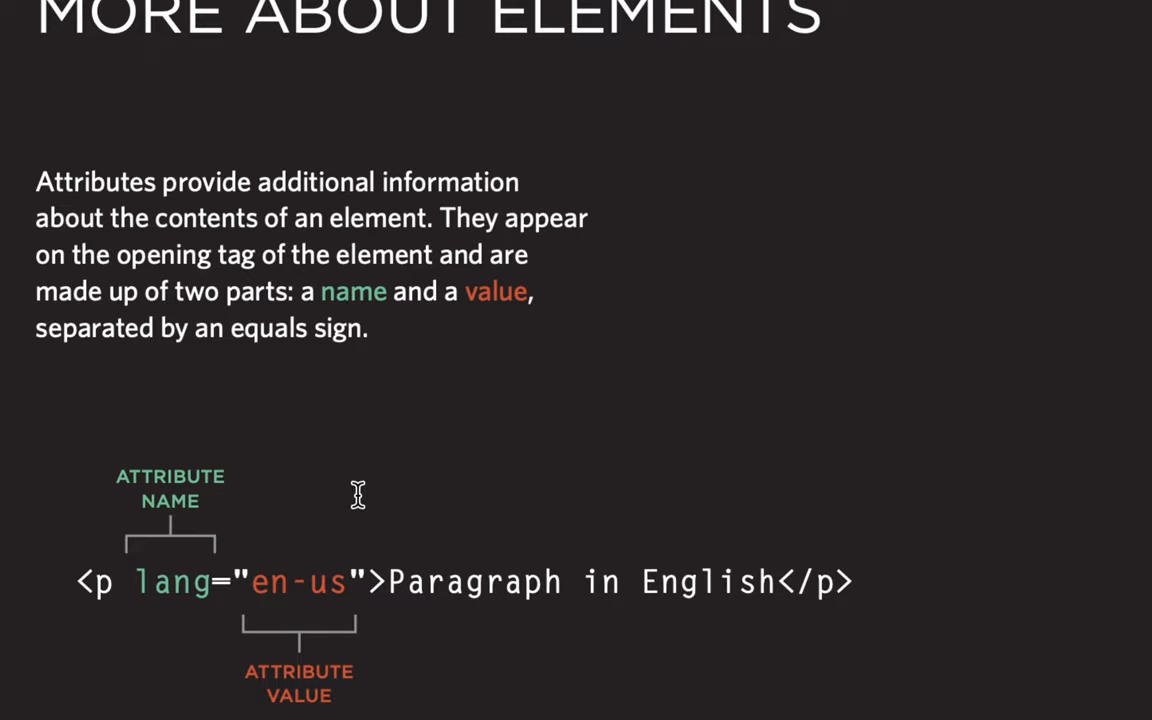 MORE ABOUT ELEMENTS
Attributes provide additional information
about the contents of an element. They appear
on the opening tag of the element and are
made up of two parts: a name and a value,
separated by an equals sign.
ATTRIBUTE
NAME
<p lang="en-us">Paragraph in English</p>
ATTRIBUTE
VALUE